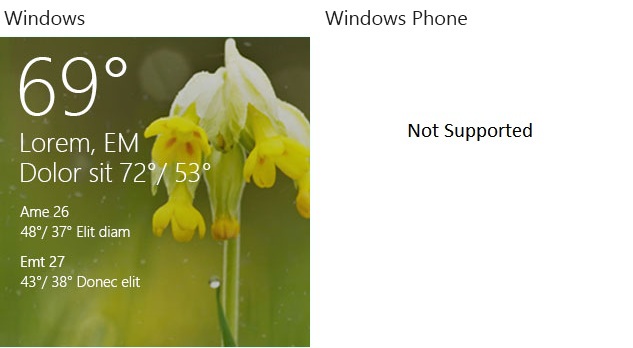 Windows
69°
Lorem, EM
Dolor sit 72°/ 53°
Ame 26
48°/ 37° Elit diam
Emt 27
43°/ 38° Donec elit
Windows Phone
Not Supported